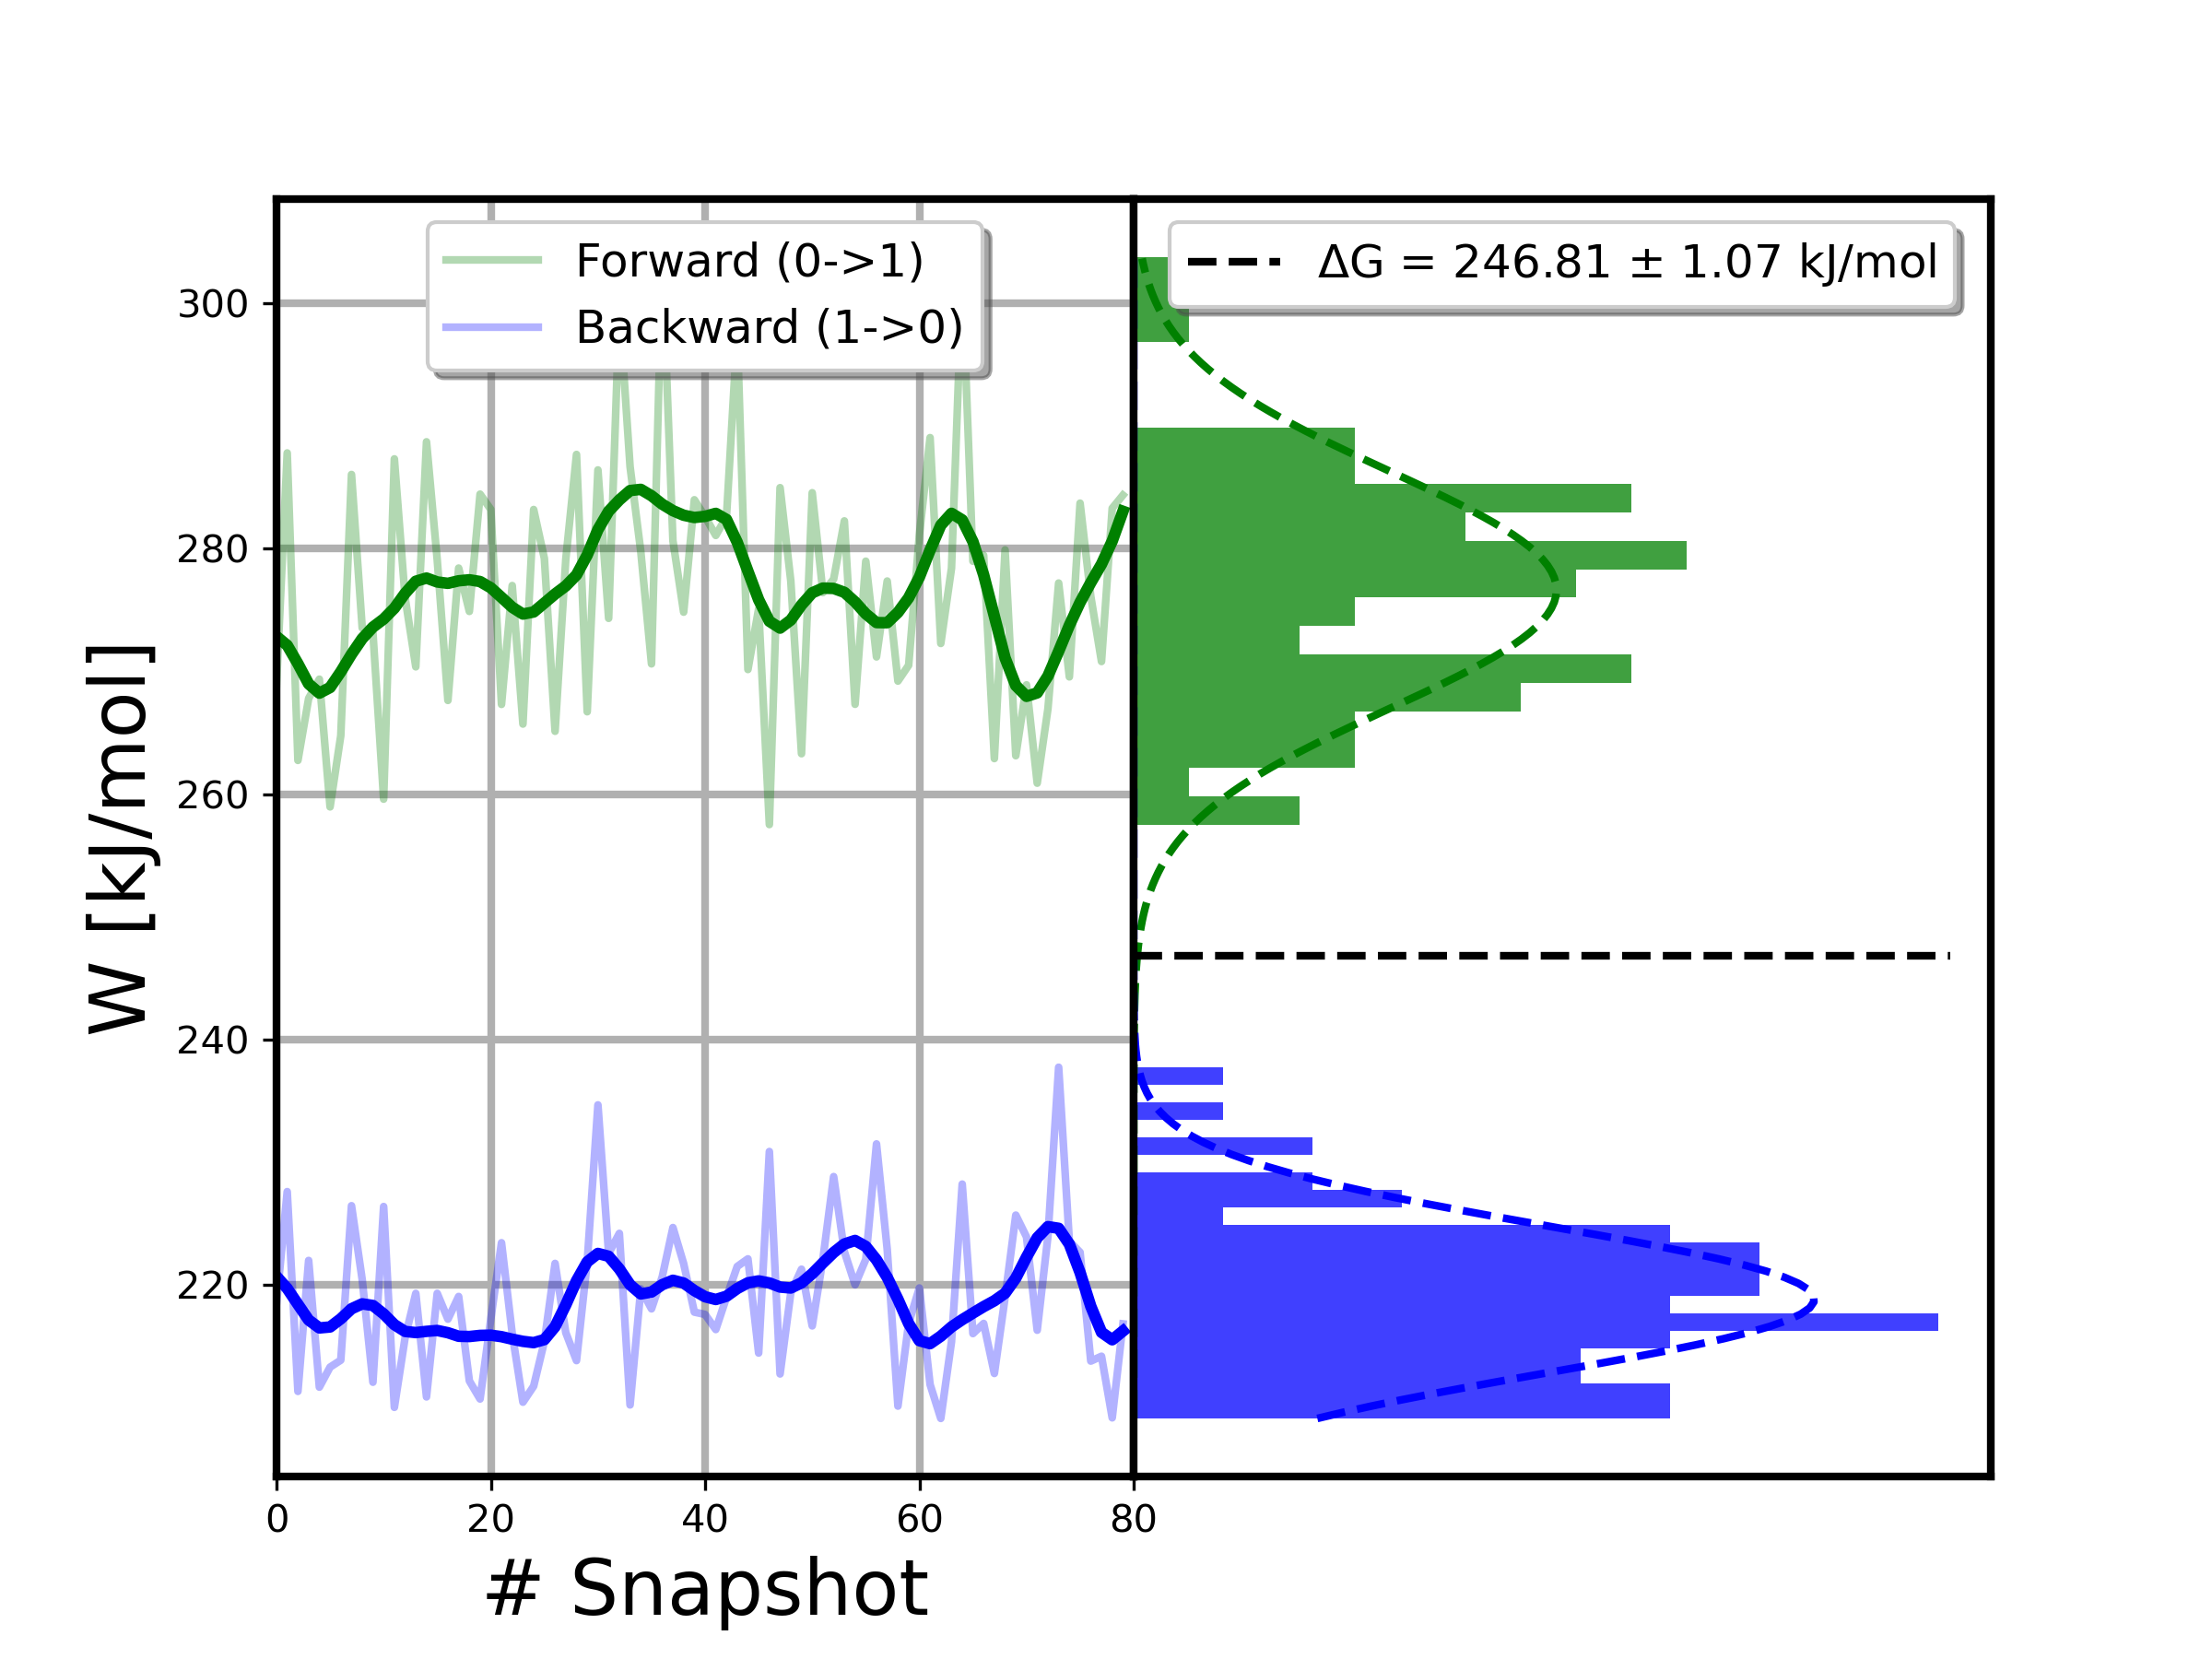 Forward (0->1)
Backward (1->0)
ΔG = 246.81 ± 1.07 kJ/mol
W [kJ/mol]
300
280
260
240
220
0 20 40 60 80
# Snapshot